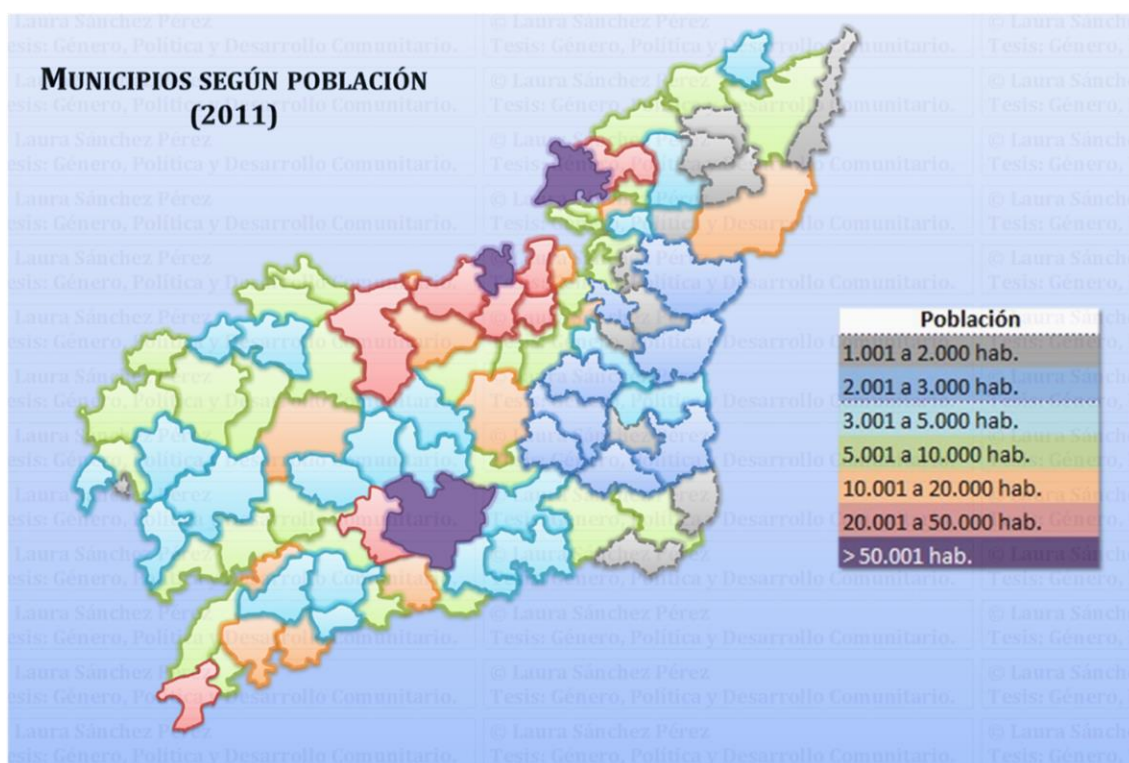 MUNICIPIOS SEGÚN POBLACIÓN
(2011)
Población
1.001 a 2.000 hab.
2.001 a 3.000 hab.
3.001 a 5.000 hab.
5.001 a 10.000 hab.
10.001 a 20.000 hab.
20.001 a 50.000 hab.
> 50.001 hab.
© Laura Sánchez Pérez
Tesis: Género, Política y Desarrollo Comunitario.